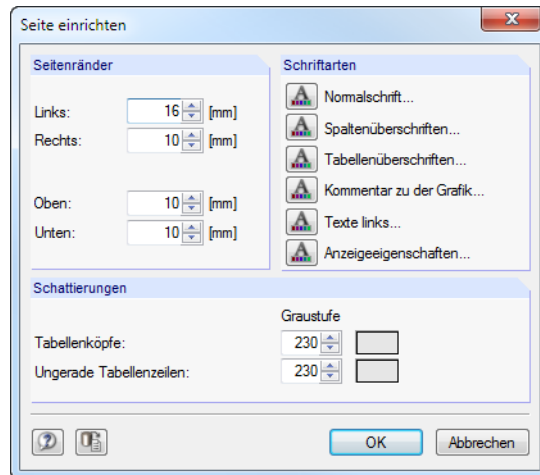 Seite einrichten
Seitenränder
Links: 16 [mm]
Rechts: 10 [mm]
Oben: 10 [mm]
Unten: 10 [mm]
Schriftarten
Normalschrift...
Spaltenüberschriften...
Tabellenüberschriften...
Kommentar zu der Grafik...
Texte links...
Anzeigeeigenschaften...
Schattierungen
Graustufe
Tabellenköpfe: 230
Ungerade Tabellenzeilen: 230
OK Abbrechen